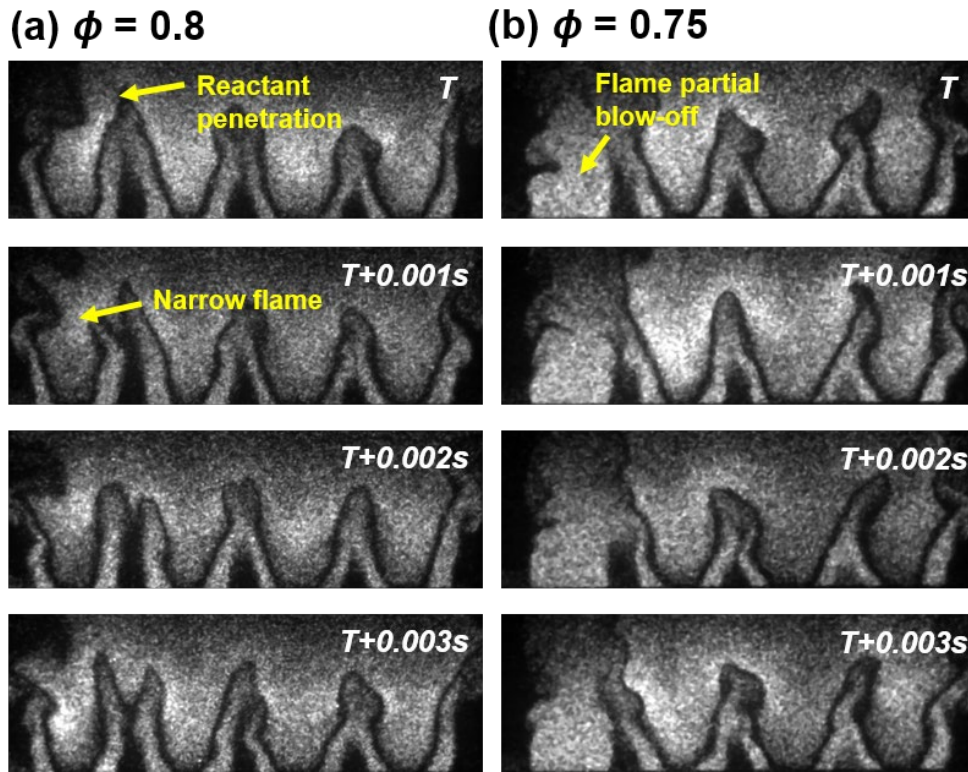 (a) ϕ = 0.8
(b) ϕ = 0.75
T
Reactant
penetration
T
Flame partial
blow-off
T+0.001s
Narrow flame
T+0.001s
T+0.002s
T+0.002s
T+0.003s
T+0.003s